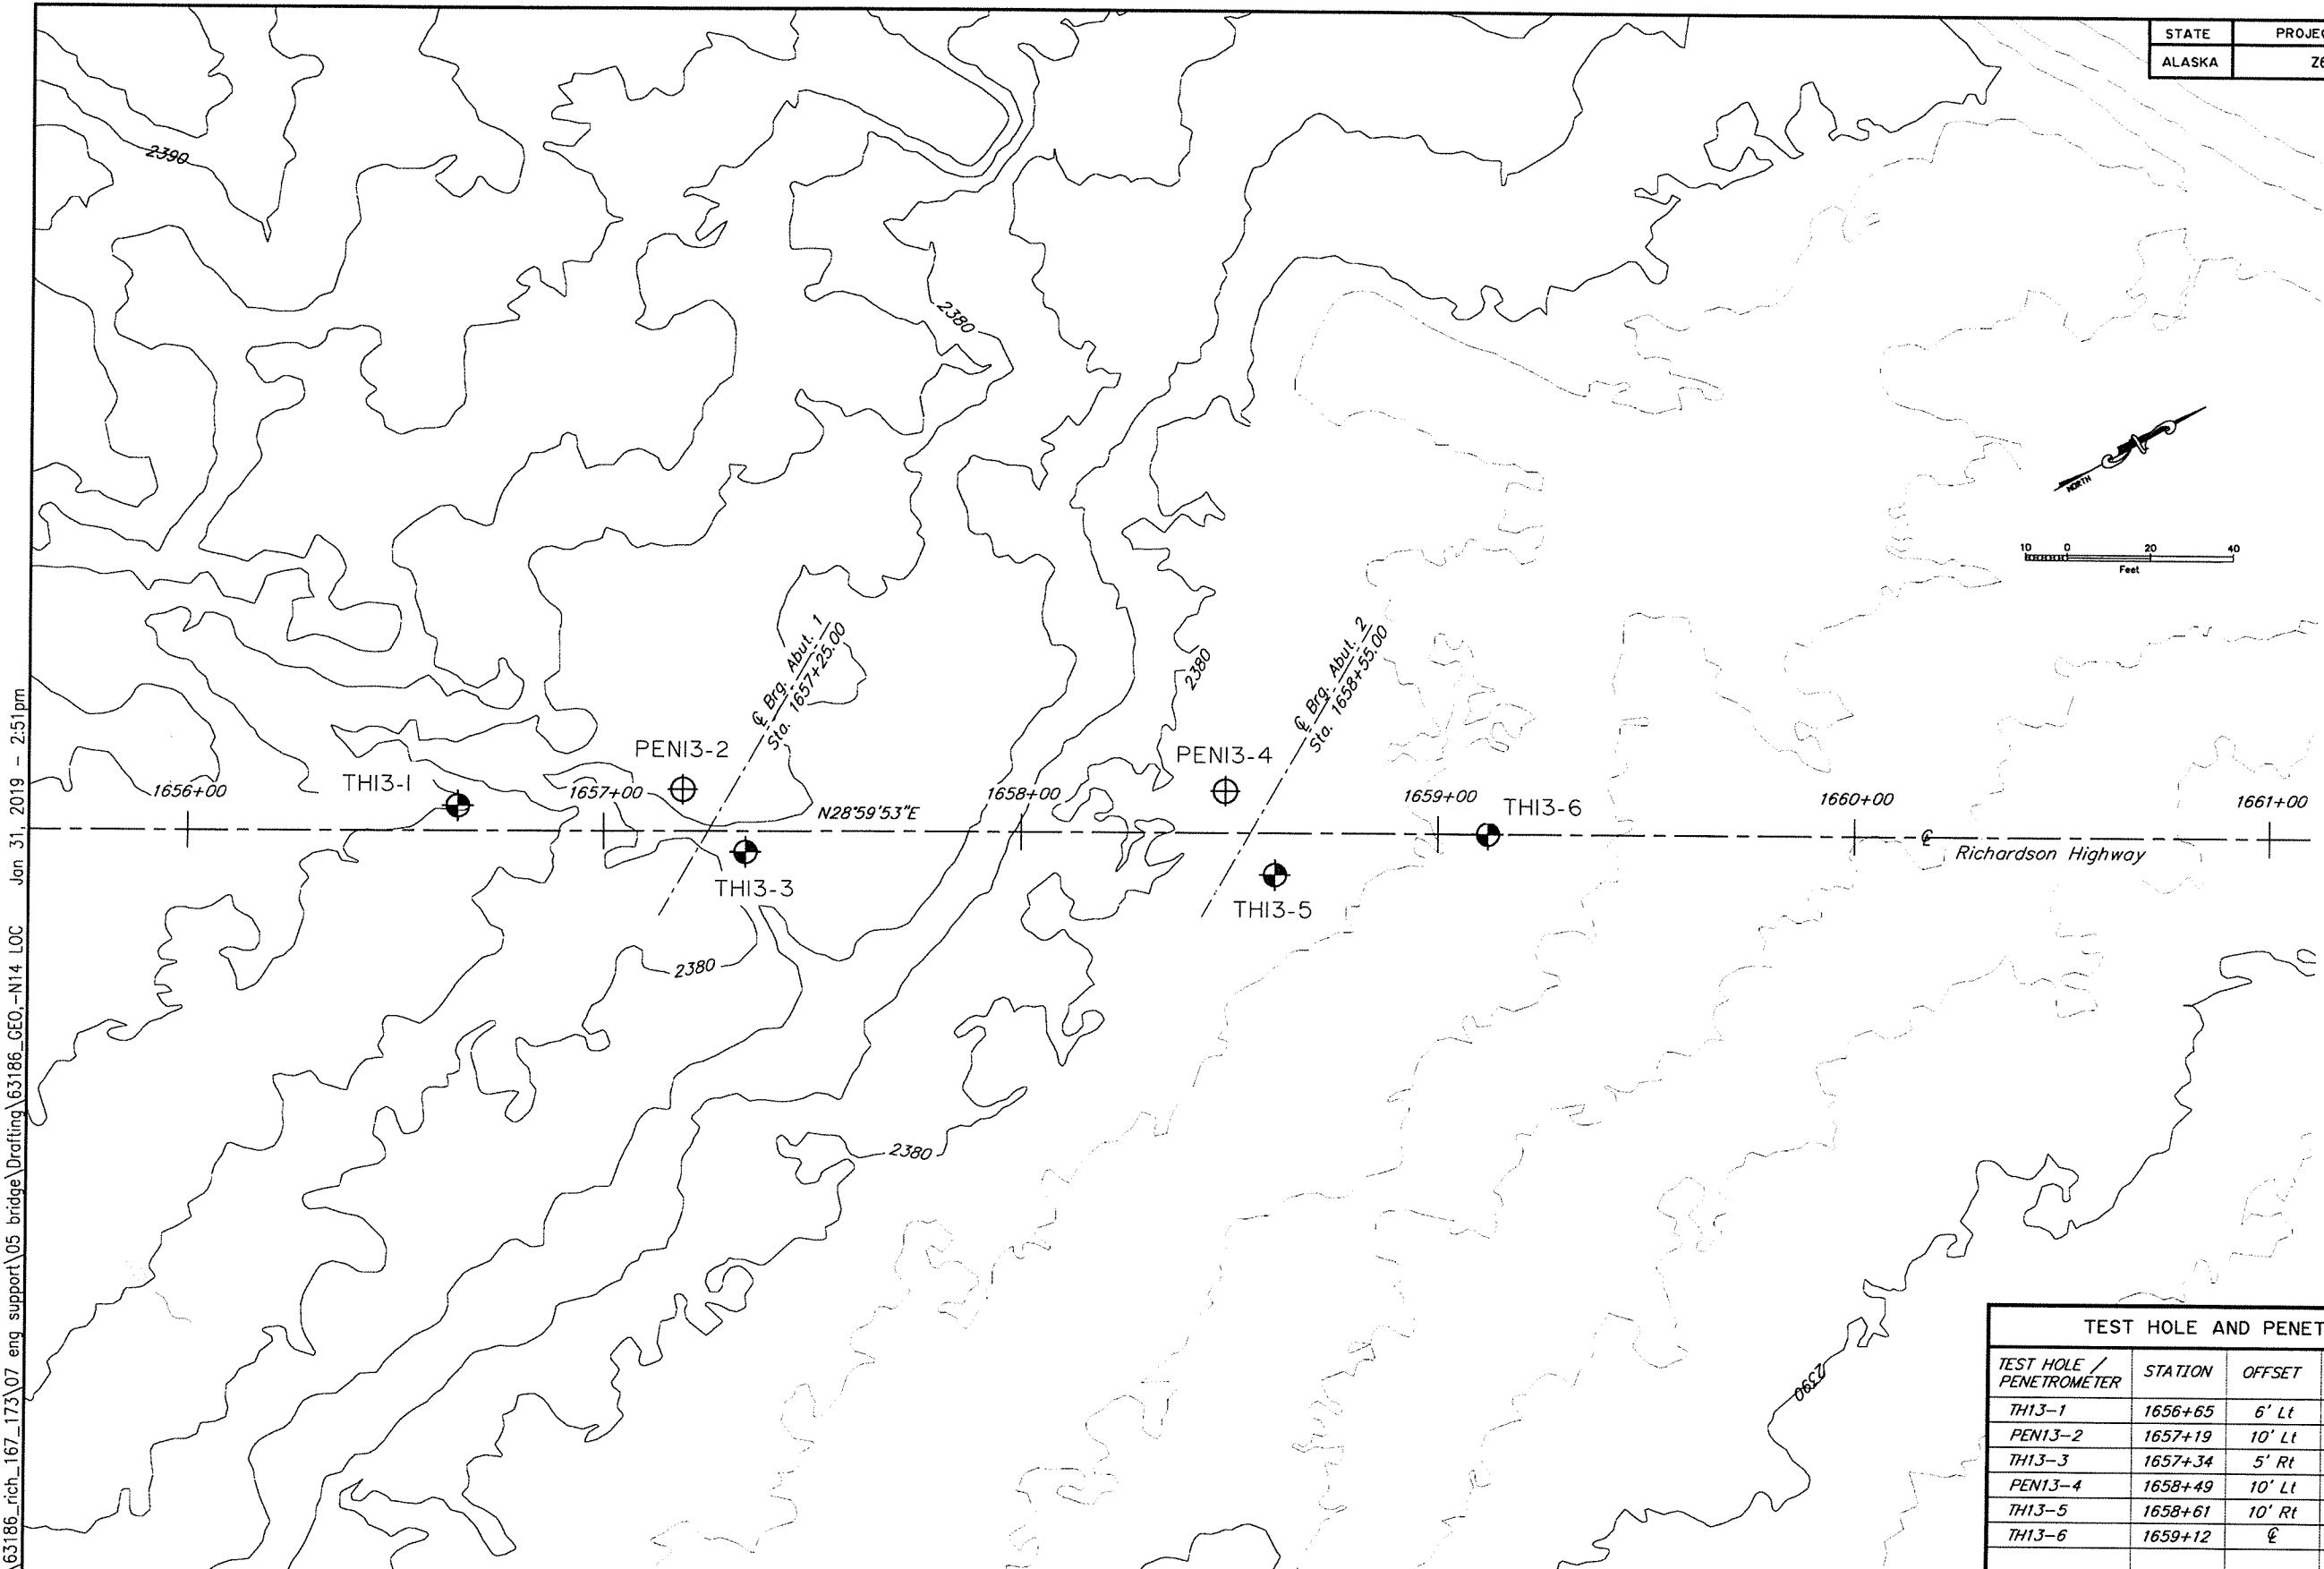 STATE PROJEC
ALASKA Z6
2390
2380
NORTH
10 0 20 40
Feet
℄ Brg. Abut. 1
Sta. 1657+25.00
℄ Brg. Abut. 2
Sta. 1658+55.00
2380
PEN13-2
PEN13-4
TH13-1
1656+00
1657+00
N28°59'53"E
1658+00
1659+00
TH13-6
1660+00
1661+00
℄
Richardson Highway
TH13-3
TH13-5
2380
2380
2390
TEST HOLE AND PENET
TEST HOLE / PENETROMETER STATION OFFSET
TH13-1 1656+65 6' Lt
PEN13-2 1657+19 10' Lt
TH13-3 1657+34 5' Rt
PEN13-4 1658+49 10' Lt
TH13-5 1658+61 10' Rt
TH13-6 1659+12 ℄
\63186_rich_167_173\07 eng support\05 bridge\Drafting\63186_GEO,-N14 LOC Jan 31, 2019 - 2:51pm